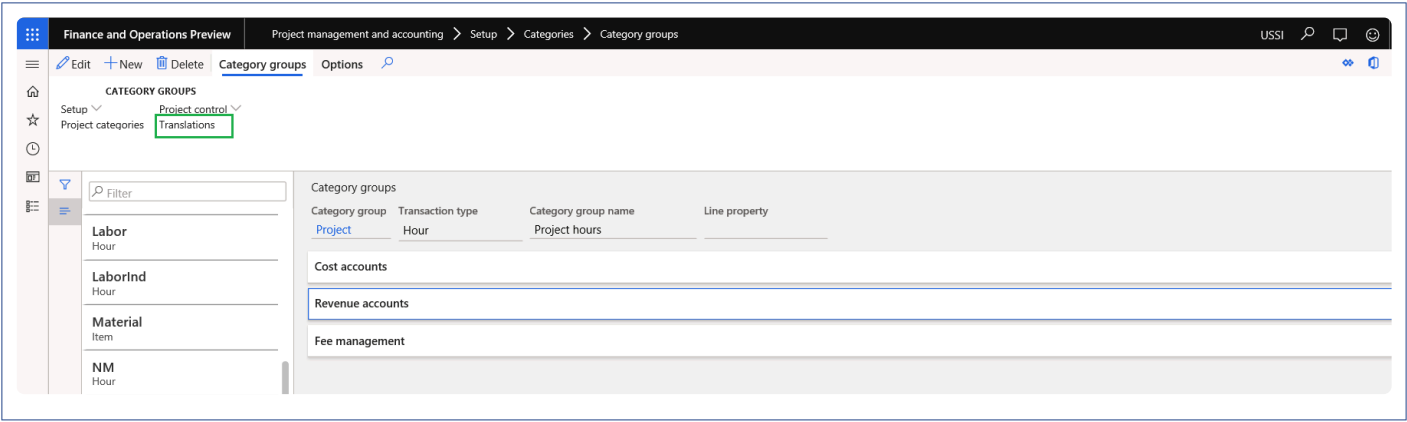 Finance and Operations Preview Project management and accounting > Setup > Categories > Category groups USSI
Edit New Delete Category groups Options
CATEGORY GROUPS
Setup Project control
Project categories Translations
Filter
Labor
Hour
LaborInd
Hour
Material
Item
NM
Hour
Category groups
Category group Transaction type Category group name Line property
Project Hour Project hours
Cost accounts
Revenue accounts
Fee management